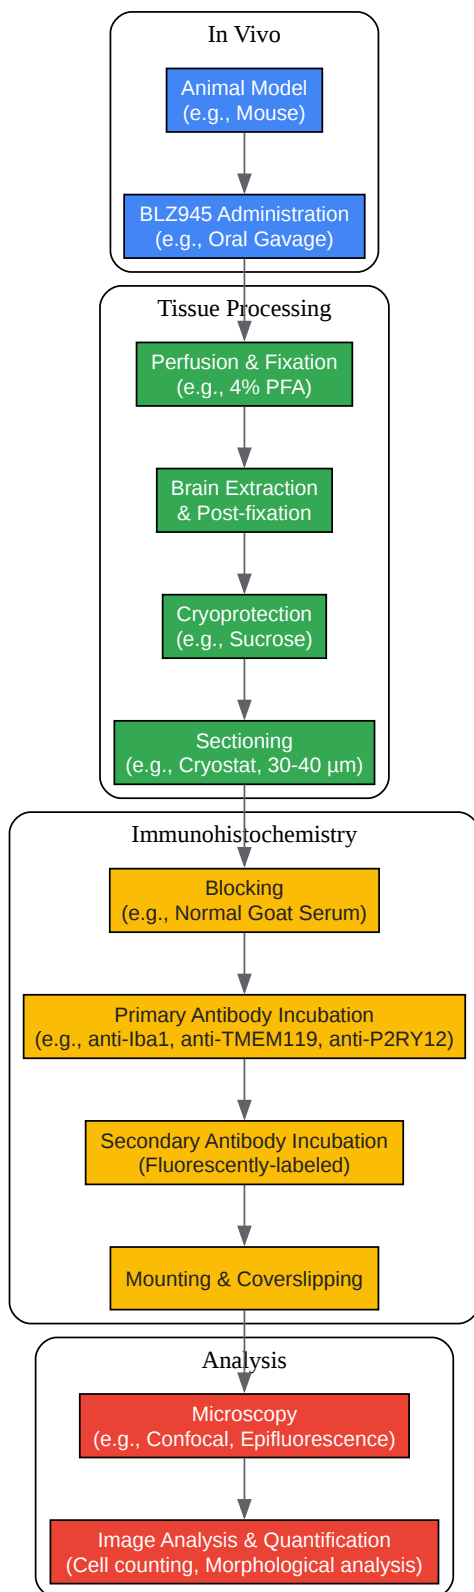 In Vivo
Animal Model
(e.g., Mouse)
BLZ945 Administration
(e.g., Oral Gavage)
Tissue Processing
Perfusion & Fixation
(e.g., 4% PFA)
Brain Extraction
& Post-fixation
Cryoprotection
(e.g., Sucrose)
Sectioning
(e.g., Cryostat, 30-40 µm)
Immunohistochemistry
Blocking
(e.g., Normal Goat Serum)
Primary Antibody Incubation
(e.g., anti-Iba1, anti-TMEM119, anti-P2RY12)
Secondary Antibody Incubation
(Fluorescently-labeled)
Mounting & Coverslipping
Analysis
Microscopy
(e.g., Confocal, Epifluorescence)
Image Analysis & Quantification
(Cell counting, Morphological analysis)